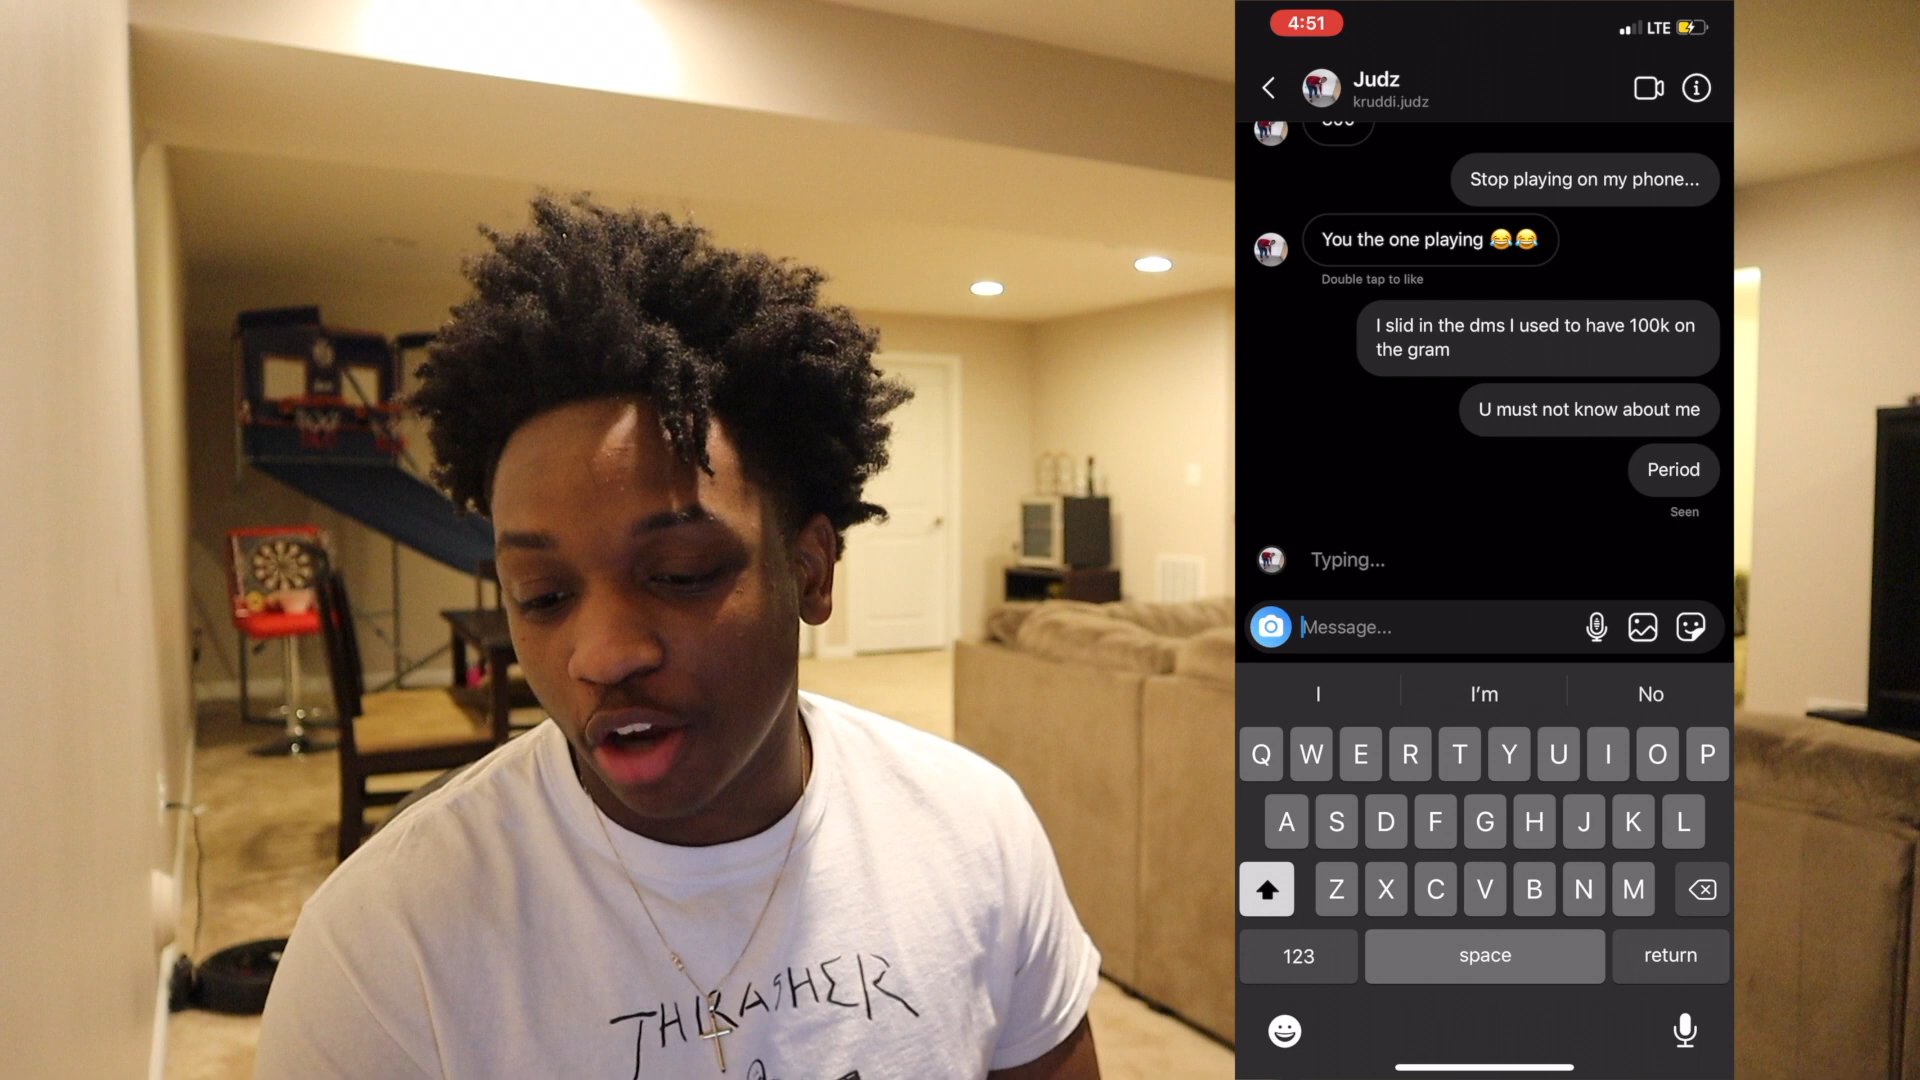 4:51
LTE
Judz
kruddi.judz
Stop playing on my phone...
You the one playing 😂😂
Double tap to like
I slid in the dms I used to have 100k on
the gram
U must not know about me
Period
Seen
Typing...
Message...
I I'm No
Q W E R T Y U I O P
A S D F G H J K L
Z X C V B N M
123 space return
THRASHER